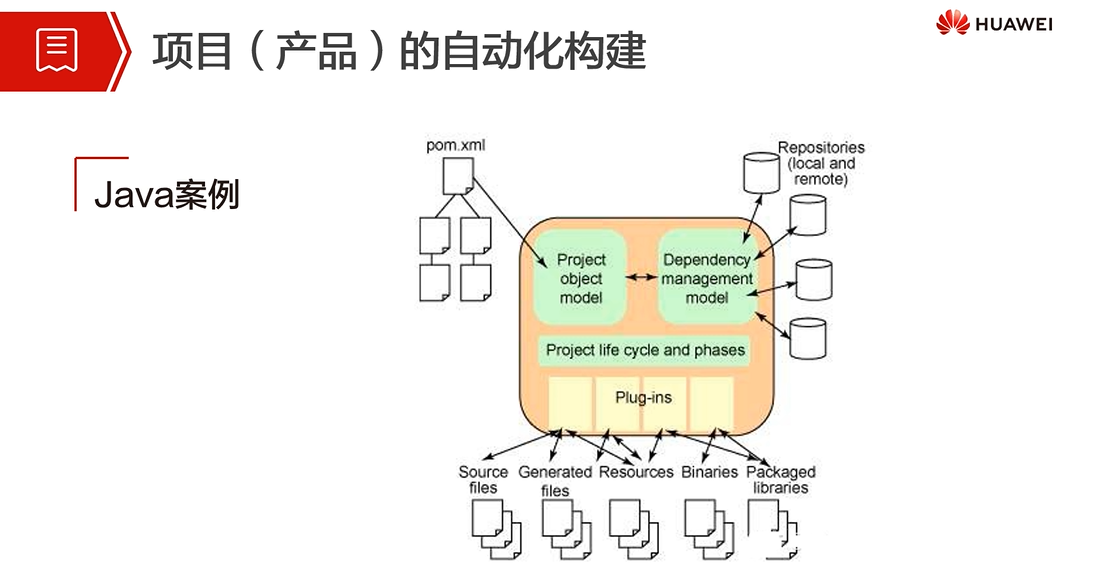 项目（产品）的自动化构建
HUAWEI
Java案例
pom.xml
Repositories
(local and
remote)
Project
object
model
Dependency
management
model
Project life cycle and phases
Plug-ins
Source
files
Generated
files
Resources
Binaries
Packaged
libraries